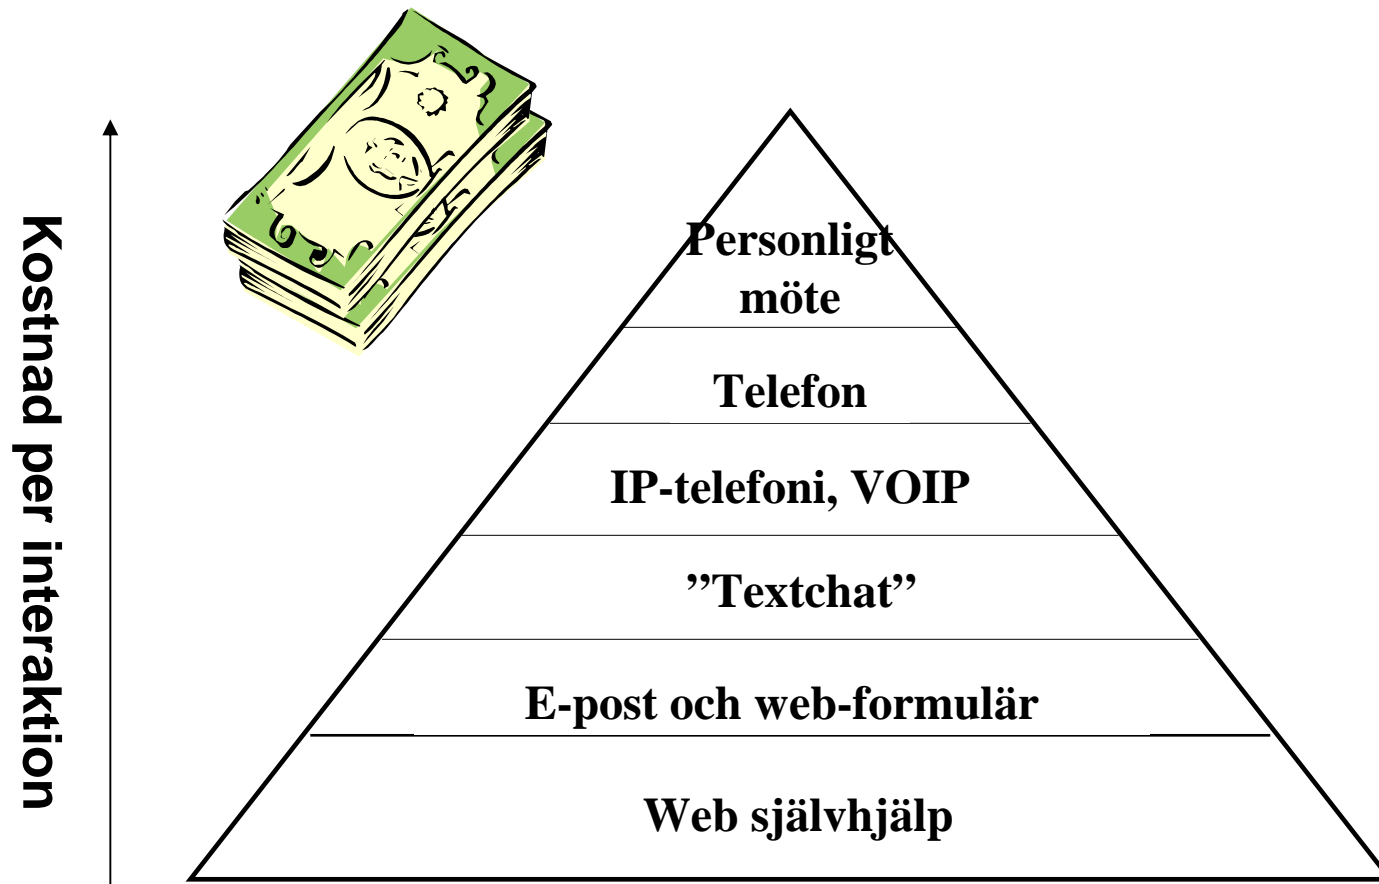 Kostnad per interaktion
Personligt
möte
Telefon
IP-telefoni, VOIP
”Textchat”
E-post och web-formulär
Web självhjälp